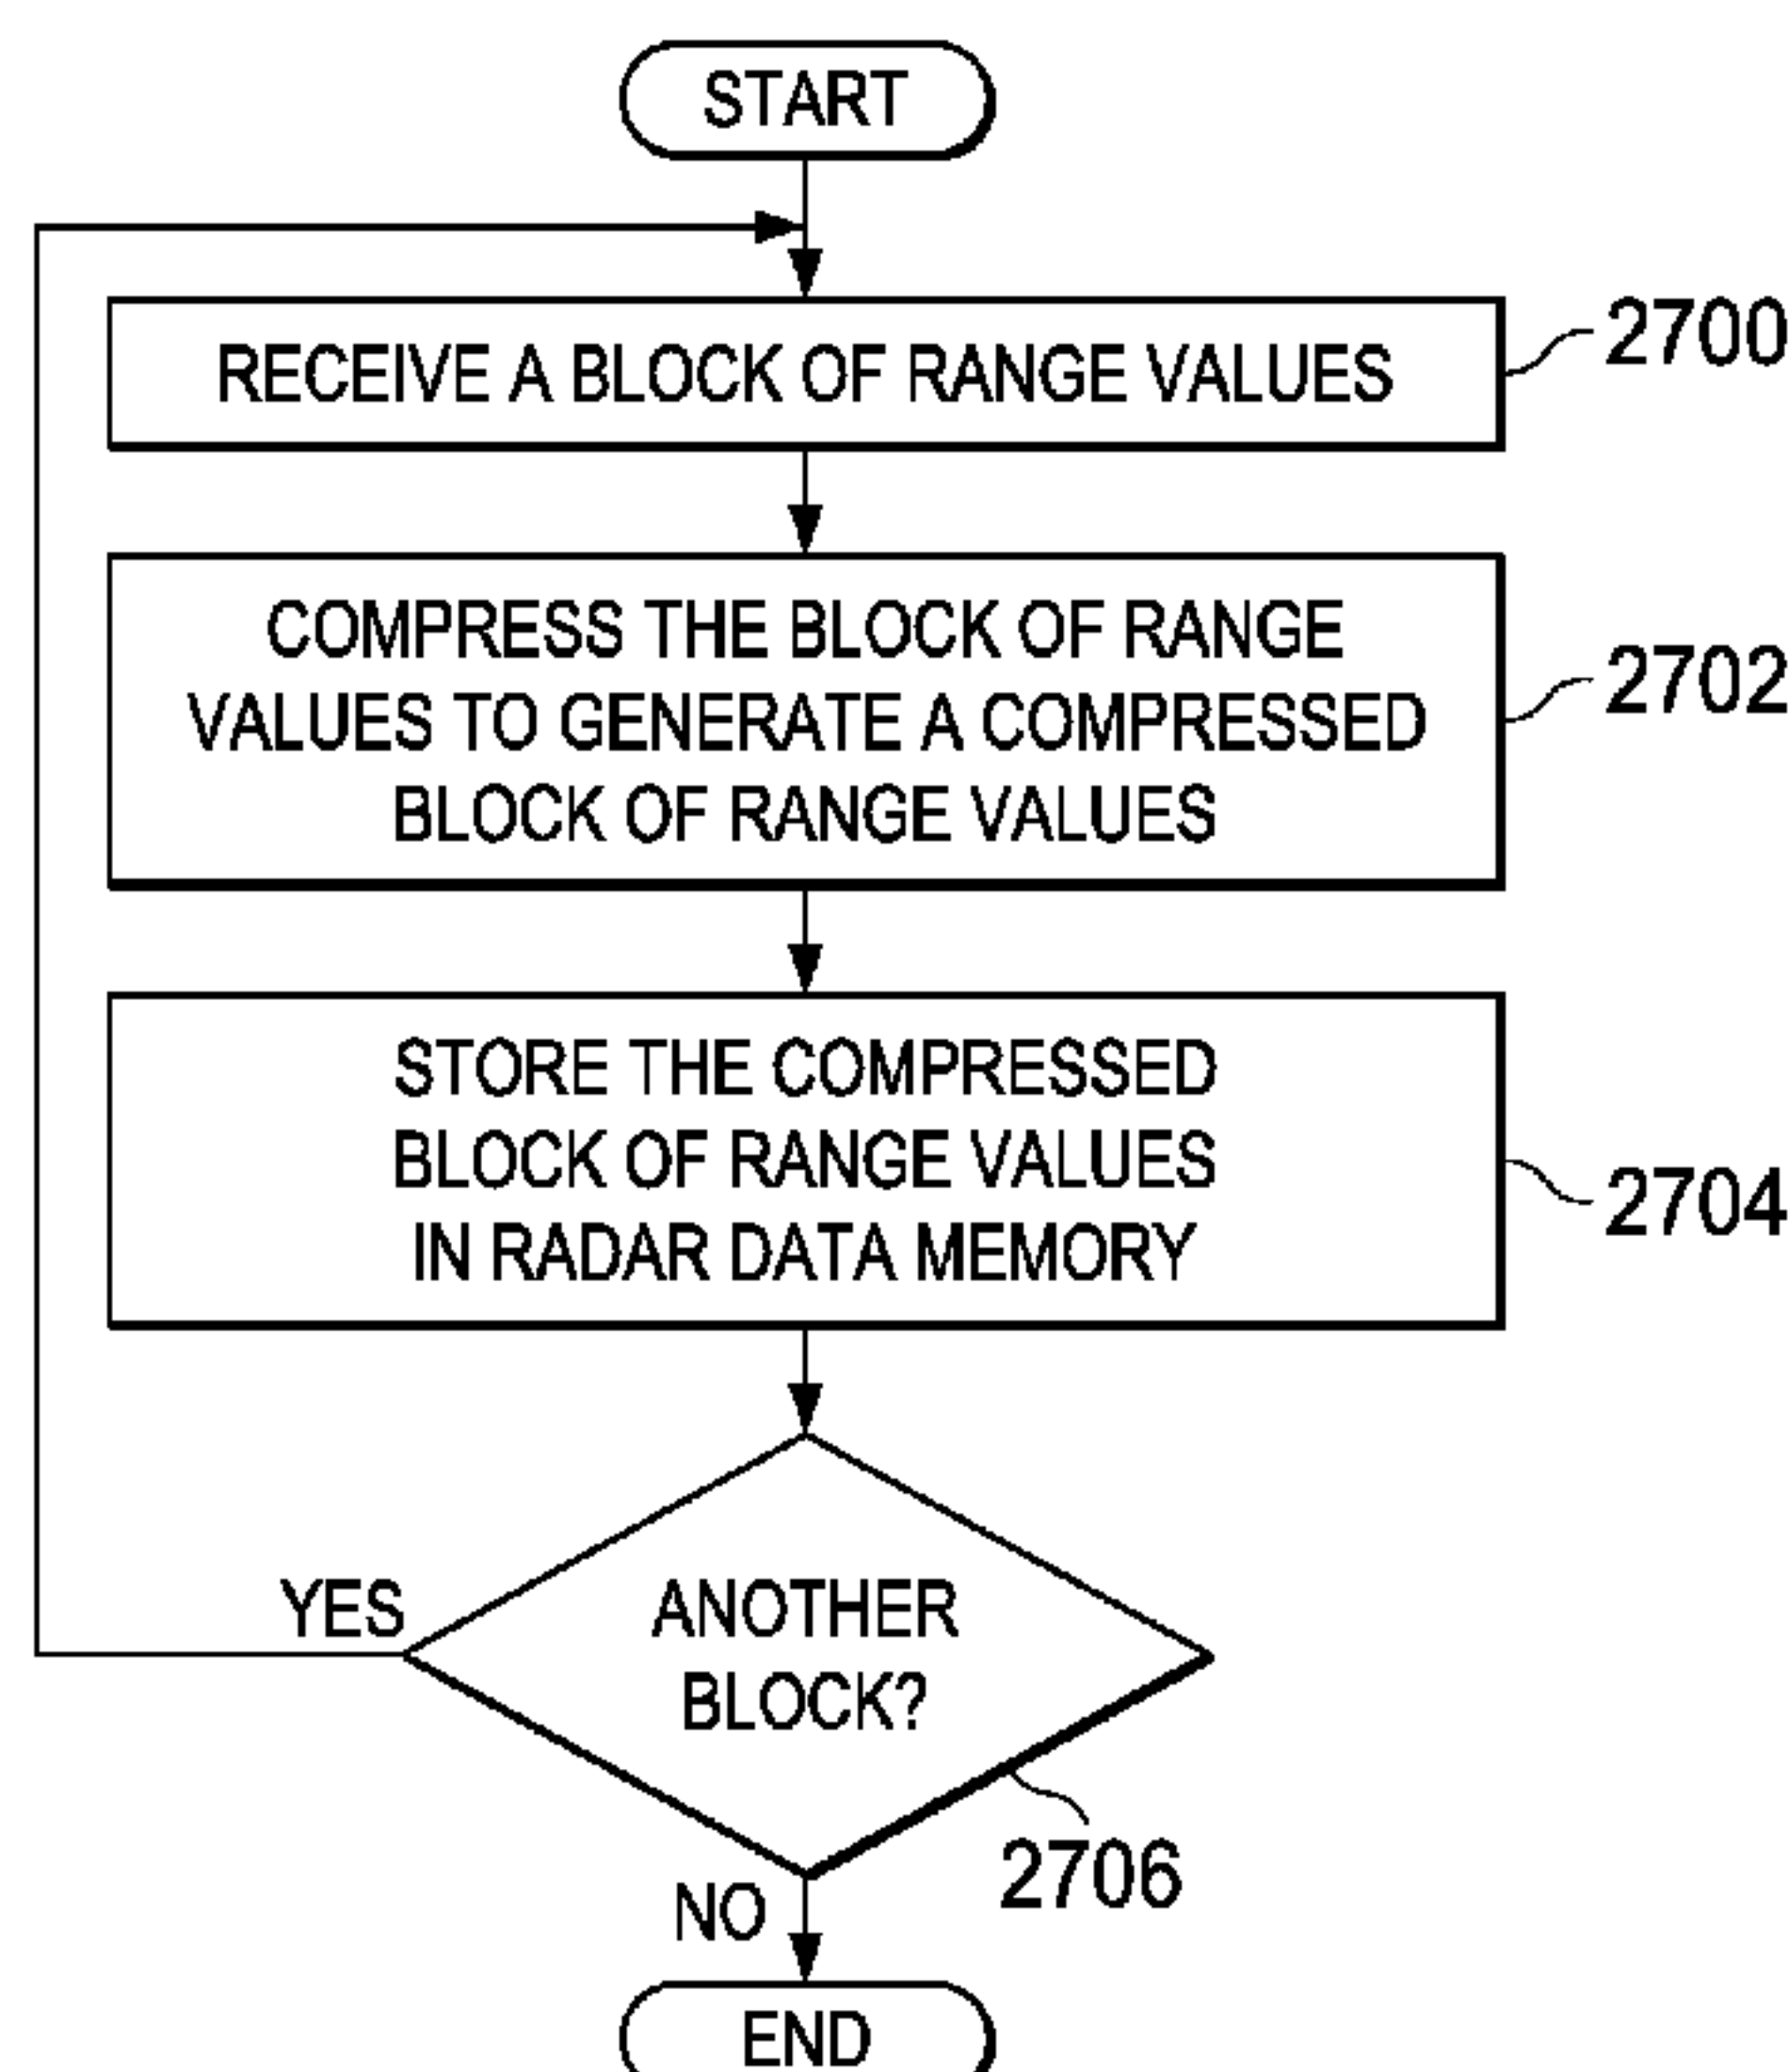 START
RECEIVE A BLOCK OF RANGE VALUES
2700
COMPRESS THE BLOCK OF RANGE
VALUES TO GENERATE A COMPRESSED
BLOCK OF RANGE VALUES
2702
STORE THE COMPRESSED
BLOCK OF RANGE VALUES
IN RADAR DATA MEMORY
2704
YES
ANOTHER
BLOCK?
2706
NO
END